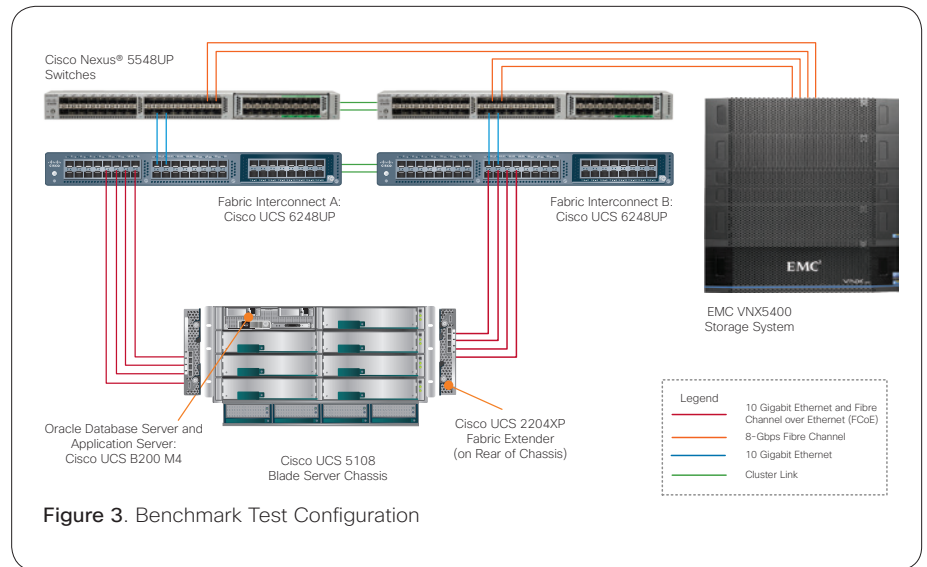 Cisco Nexus® 5548UP
Switches
Fabric Interconnect A:
Cisco UCS 6248UP
Fabric Interconnect B:
Cisco UCS 6248UP
EMC²
VNX
EMC VNX5400
Storage System
Oracle Database Server and
Application Server:
Cisco UCS B200 M4
Cisco UCS 5108
Blade Server Chassis
Cisco UCS 2204XP
Fabric Extender
(on Rear of Chassis)
Legend
10 Gigabit Ethernet and Fibre
Channel over Ethernet (FCoE)
8-Gbps Fibre Channel
10 Gigabit Ethernet
Cluster Link
Figure 3. Benchmark Test Configuration